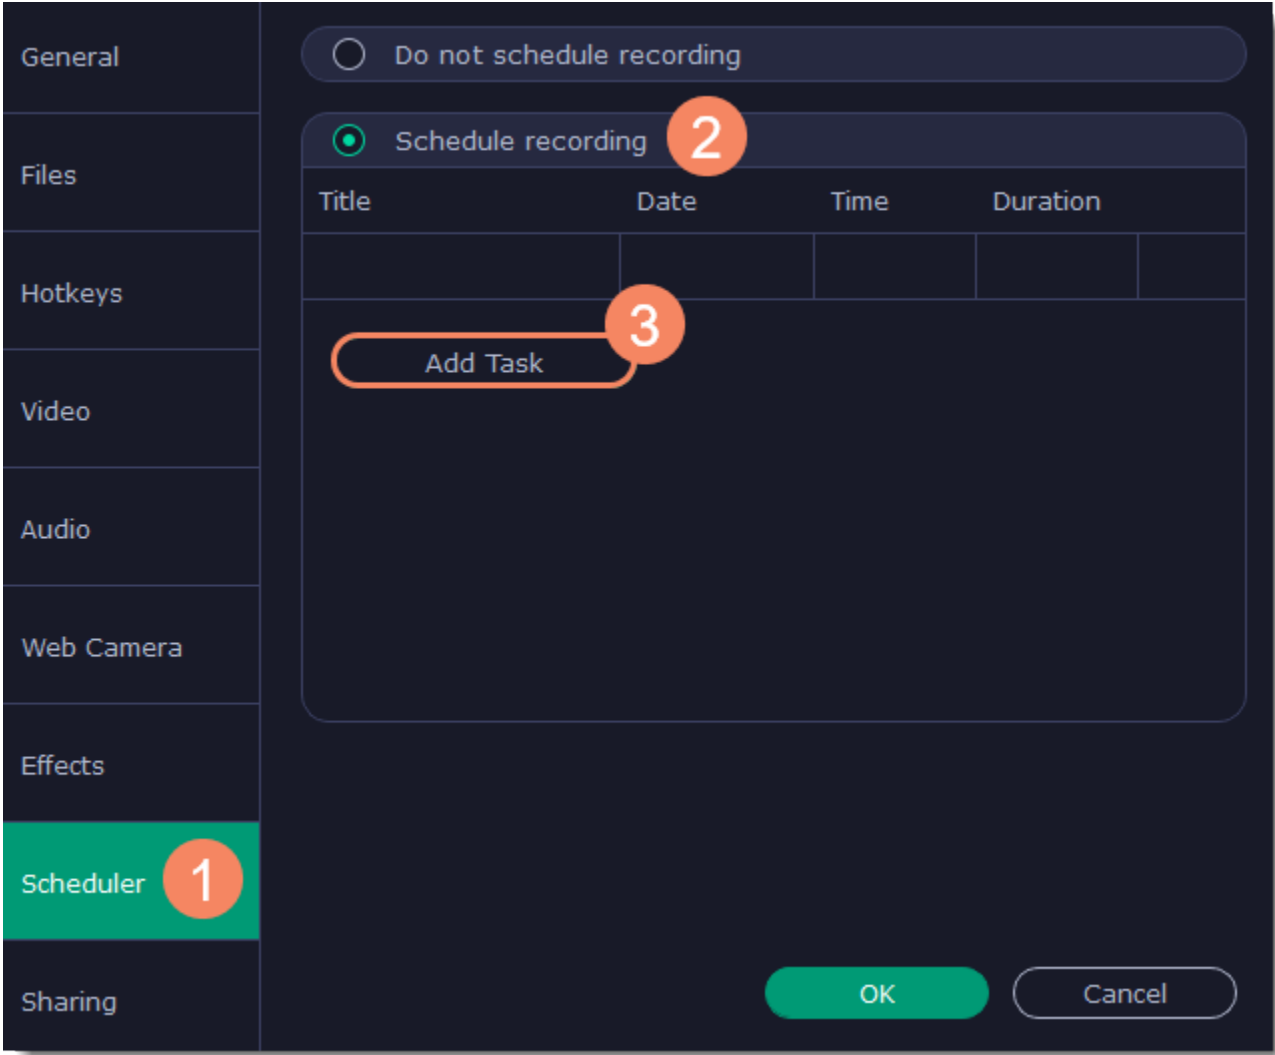 General
Files
Hotkeys
Video
Audio
Web Camera
Effects
Scheduler 1
Sharing
Do not schedule recording
Schedule recording 2
Title Date Time Duration
3
Add Task
OK Cancel